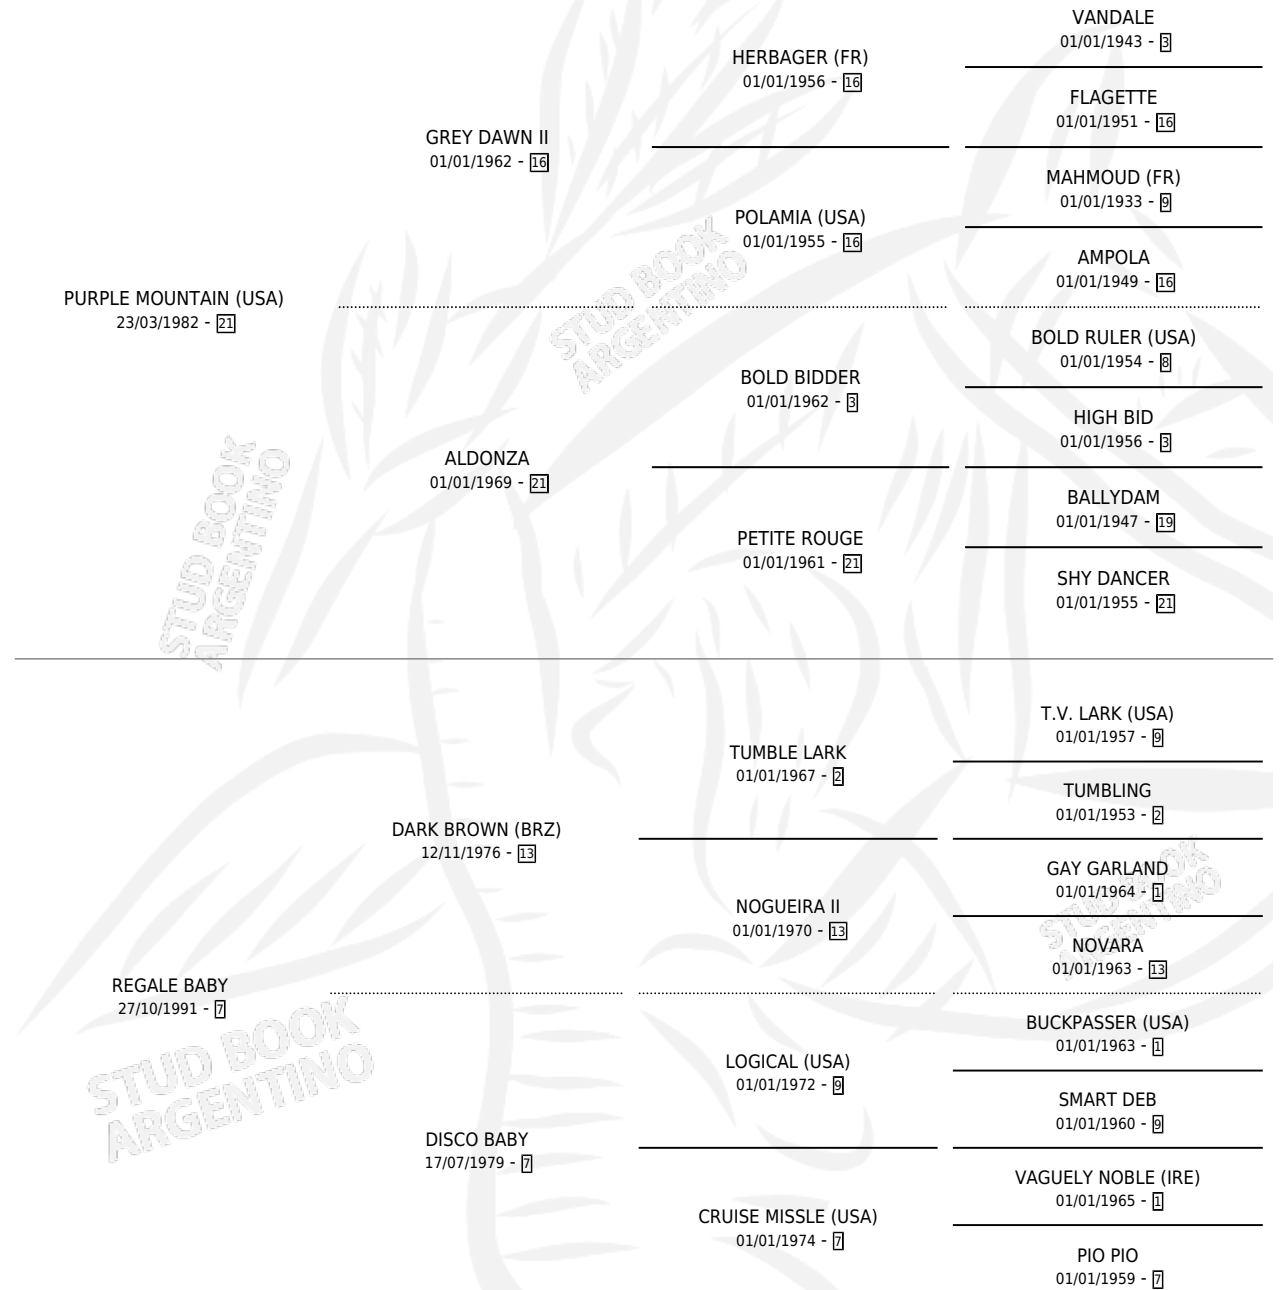 VANDALE
01/01/1943 - 3
HERBAGER (FR)
01/01/1956 - 16
FLAGETTE
01/01/1951 - 16
GREY DAWN II
01/01/1962 - 16
MAHMOUD (FR)
01/01/1933 - 9
POLAMIA (USA)
01/01/1955 - 16
AMPOLA
01/01/1949 - 16
PURPLE MOUNTAIN (USA)
23/03/1982 - 21
STUD BOOK
ARGENTINO
BOLD RULER (USA)
01/01/1954 - 8
BOLD BIDDER
01/01/1962 - 3
HIGH BID
01/01/1956 - 3
ALDONZA
01/01/1969 - 21
STUD BOOK
ARGENTINO
BALLYDAM
01/01/1947 - 19
PETITE ROUGE
01/01/1961 - 21
SHY DANCER
01/01/1955 - 21
T.V. LARK (USA)
01/01/1957 - 9
TUMBLE LARK
01/01/1967 - 2
TUMBLING
01/01/1953 - 2
DARK BROWN (BRZ)
12/11/1976 - 13
GAY GARLAND
01/01/1964 - 1
NOGUEIRA II
01/01/1970 - 13
STUD BOOK
ARGENTINO
NOVARA
01/01/1963 - 13
REGALE BABY
27/10/1991 - 7
STUD BOOK
ARGENTINO
BUCKPASSER (USA)
01/01/1963 - 1
LOGICAL (USA)
01/01/1972 - 9
SMART DEB
01/01/1960 - 9
DISCO BABY
17/07/1979 - 7
VAGUELY NOBLE (IRE)
01/01/1965 - 1
CRUISE MISSLE (USA)
01/01/1974 - 7
PIO PIO
01/01/1959 - 7